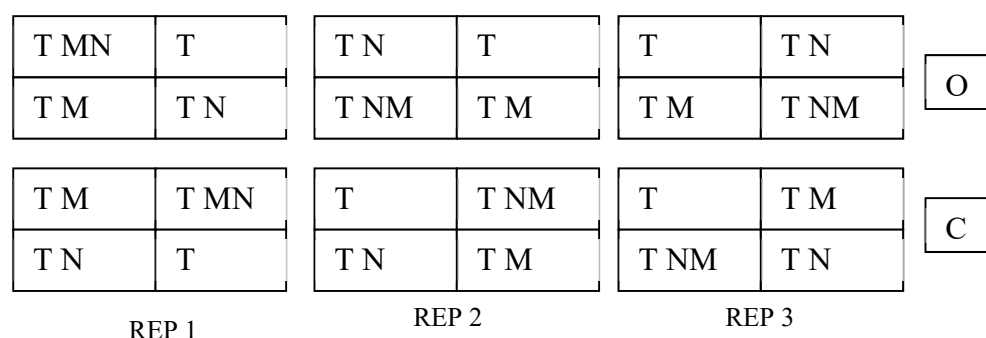 T MN T T N T T T N
O
T M T N T NM T M T M T NM
T M T MN T T NM T T M
C
T N T T N T M T NM T N
REP 1 REP 2 REP 3